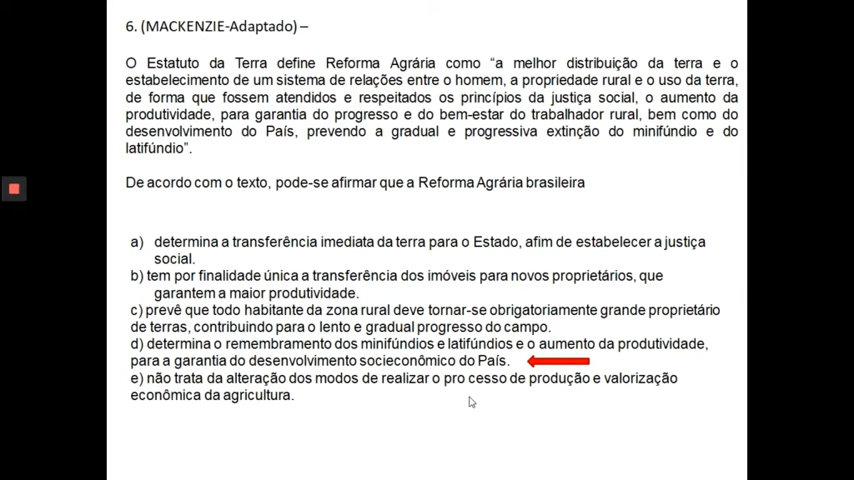 6. (MACKENZIE-Adaptado) –
O Estatuto da Terra define Reforma Agrária como “a melhor distribuição da terra e o
estabelecimento de um sistema de relações entre o homem, a propriedade rural e o uso da terra,
de forma que fossem atendidos e respeitados os princípios da justiça social, o aumento da
produtividade, para garantia do progresso e do bem-estar do trabalhador rural, bem como do
desenvolvimento do País, prevendo a gradual e progressiva extinção do minifúndio e do
latifúndio”.
De acordo com o texto, pode-se afirmar que a Reforma Agrária brasileira
a) determina a transferência imediata da terra para o Estado, afim de estabelecer a justiça
social.
b) tem por finalidade única a transferência dos imóveis para novos proprietários, que
garantem a maior produtividade.
c) prevê que todo habitante da zona rural deve tornar-se obrigatoriamente grande proprietário
de terras, contribuindo para o lento e gradual progresso do campo.
d) determina o remembramento dos minifúndios e latifúndios e o aumento da produtividade,
para a garantia do desenvolvimento socieconômico do País.
e) não trata da alteração dos modos de realizar o pro cesso de produção e valorização
econômica da agricultura.